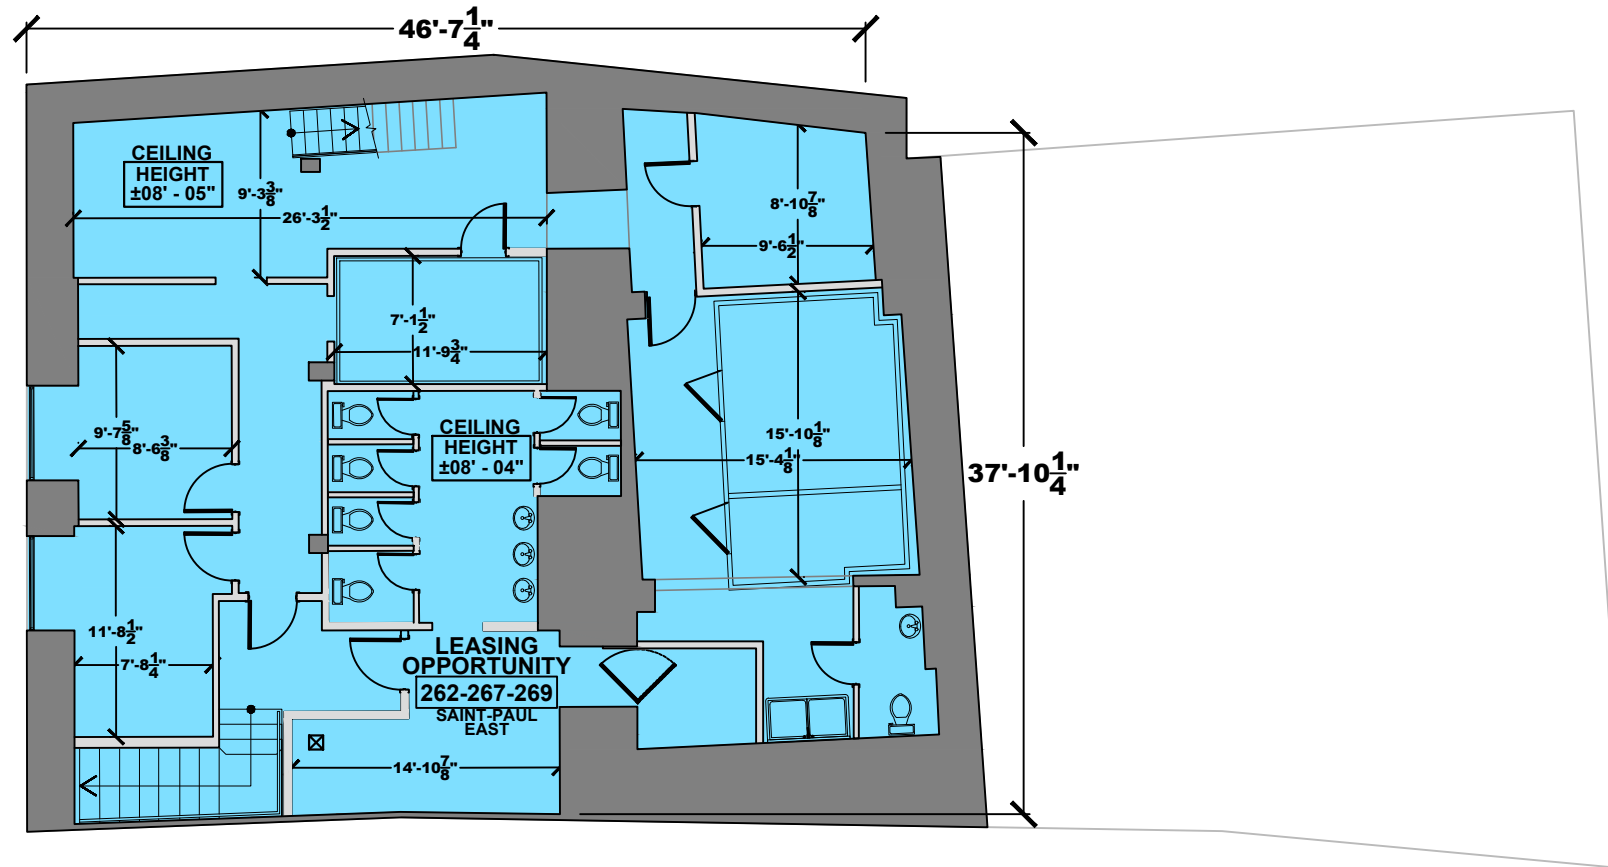 46'-7 1/4"
CEILING
HEIGHT
±08' - 05"
9'-3 3/8"
26'-3 1/2"
8'-10 7/8"
9'-6 1/2"
7'-1 1/2"
11'-9 3/4"
9'-7 5/8"
8'-6 3/8"
CEILING
HEIGHT
±08' - 04"
15'-10 1/8"
15'-4 1/8"
37'-10 1/4"
11'-8 1/2"
7'-8 1/4"
LEASING
OPPORTUNITY
262-267-269
SAINT-PAUL
EAST
14'-10 7/8"